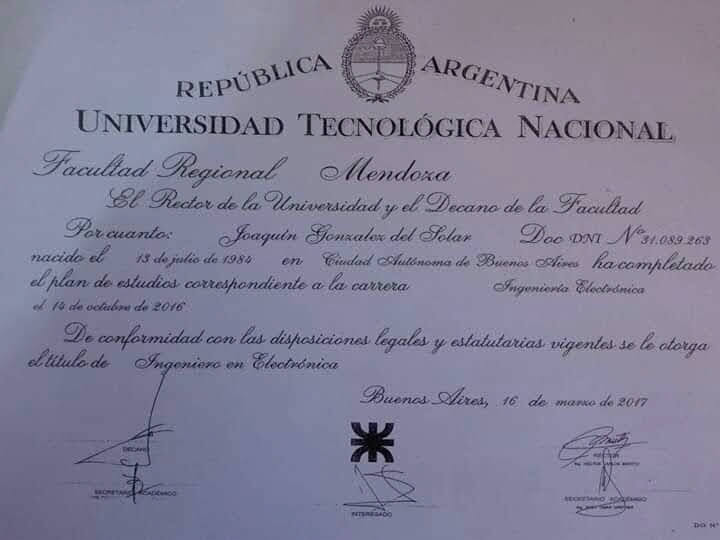 REPÚBLICA ARGENTINA
UNIVERSIDAD TECNOLÓGICA NACIONAL
Facultad Regional Mendoza
El Rector de la Universidad y el Decano de la Facultad
Por cuanto: Joaquín Gonzalez del Solar Doc DNI Nº 31.089.263
nacido el 13 de julio de 1984 en Ciudad Autónoma de Buenos Aires ha completado
el plan de estudios correspondiente a la carrera Ingeniería Electrónica
el 14 de octubre de 2016
De conformidad con las disposiciones legales y estatutarias vigentes se le otorga
el título de Ingeniero en Electrónica
Buenos Aires, 16 de marzo de 2017
DECANO
RECTOR
SECRETARIO ACADÉMICO
INTERESADO
SECRETARIO ACADÉMICO